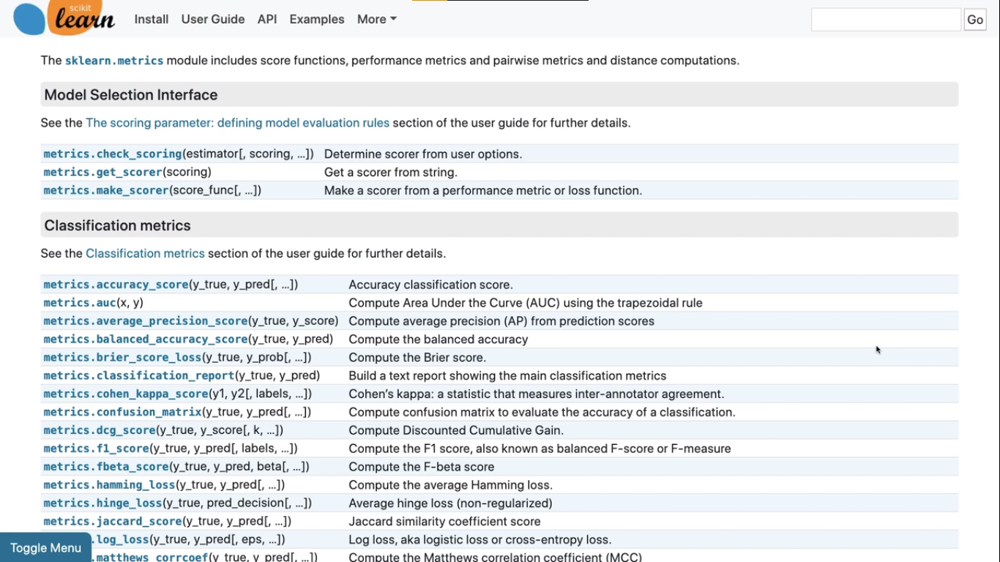 scikit
learn
Install User Guide API Examples More
Go
The sklearn.metrics module includes score functions, performance metrics and pairwise metrics and distance computations.
Model Selection Interface
See the The scoring parameter: defining model evaluation rules section of the user guide for further details.
metrics.check_scoring(estimator[, scoring, …]) Determine scorer from user options.
metrics.get_scorer(scoring) Get a scorer from string.
metrics.make_scorer(score_func[, …]) Make a scorer from a performance metric or loss function.
Classification metrics
See the Classification metrics section of the user guide for further details.
metrics.accuracy_score(y_true, y_pred[, …]) Accuracy classification score.
metrics.auc(x, y) Compute Area Under the Curve (AUC) using the trapezoidal rule
metrics.average_precision_score(y_true, y_score) Compute average precision (AP) from prediction scores
metrics.balanced_accuracy_score(y_true, y_pred) Compute the balanced accuracy
metrics.brier_score_loss(y_true, y_prob[, …]) Compute the Brier score.
metrics.classification_report(y_true, y_pred) Build a text report showing the main classification metrics
metrics.cohen_kappa_score(y1, y2[, labels, …]) Cohen’s kappa: a statistic that measures inter-annotator agreement.
metrics.confusion_matrix(y_true, y_pred[, …]) Compute confusion matrix to evaluate the accuracy of a classification.
metrics.dcg_score(y_true, y_score[, k, …]) Compute Discounted Cumulative Gain.
metrics.f1_score(y_true, y_pred[, labels, …]) Compute the F1 score, also known as balanced F-score or F-measure
metrics.fbeta_score(y_true, y_pred, beta[, …]) Compute the F-beta score
metrics.hamming_loss(y_true, y_pred[, …]) Compute the average Hamming loss.
metrics.hinge_loss(y_true, pred_decision[, …]) Average hinge loss (non-regularized)
metrics.jaccard_score(y_true, y_pred[, …]) Jaccard similarity coefficient score
.log_loss(y_true, y_pred[, eps, …]) Log loss, aka logistic loss or cross-entropy loss.
Toggle Menu
.matthews_corrcoef(y_true, y_pred[, …]) Compute the Matthews correlation coefficient (MCC)